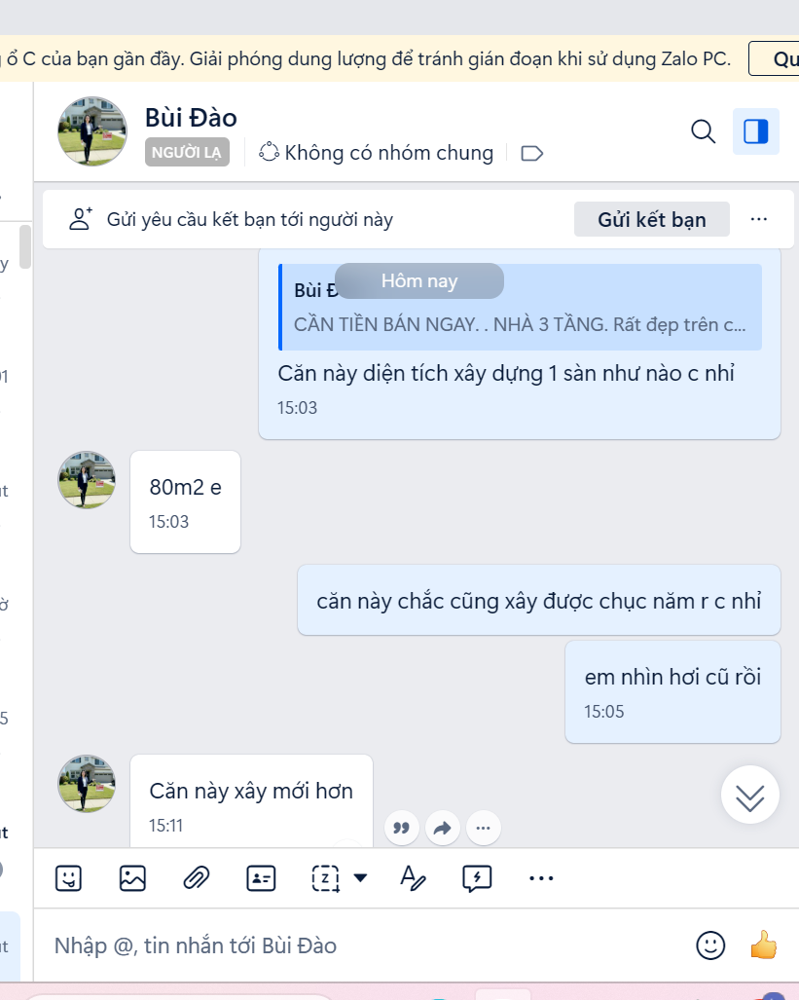 ổ C của bạn gần đầy. Giải phóng dung lượng để tránh gián đoạn khi sử dụng Zalo PC.
Bùi Đào
NGƯỜI LẠ
Không có nhóm chung
Gửi yêu cầu kết bạn tới người này
Gửi kết bạn
Hôm nay
Bùi
CẦN TIỀN BÁN NGAY. . NHÀ 3 TẦNG. Rất đẹp trên c...
Căn này diện tích xây dựng 1 sàn như nào c nhỉ
15:03
80m2 e
15:03
căn này chắc cũng xây được chục năm r c nhỉ
em nhìn hơi cũ rồi
15:05
Căn này xây mới hơn
15:11
Nhập @, tin nhắn tới Bùi Đào